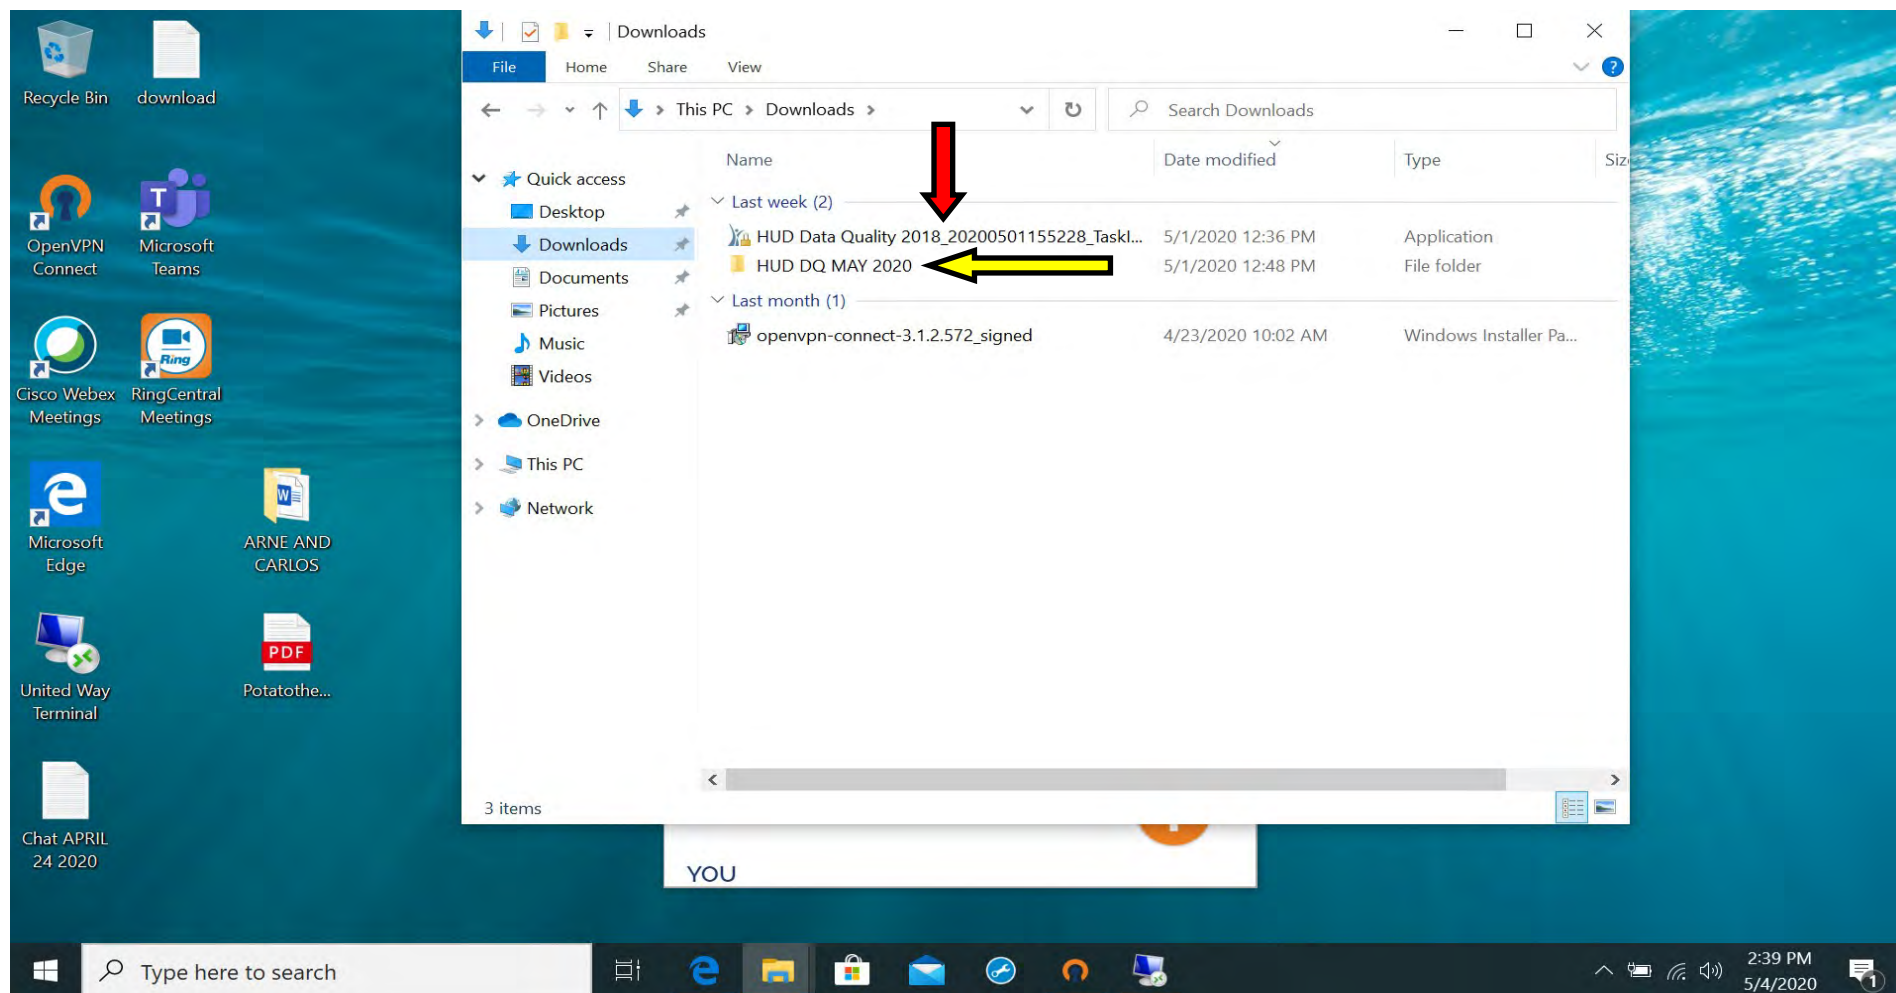 Recycle Bin
download
OpenVPN
Connect
Microsoft
Teams
Cisco Webex
Meetings
RingCentral
Meetings
Ring
Microsoft
Edge
ARNE AND
CARLOS
United Way
Terminal
PDF
Potatothe...
Chat APRIL
24 2020
Downloads
File Home Share View
This PC Downloads
Search Downloads
Quick access
Desktop
Downloads
Documents
Pictures
Music
Videos
OneDrive
This PC
Network
Name Date modified Type Siz
Last week (2)
HUD Data Quality 2018_20200501155228_TaskI... 5/1/2020 12:36 PM Application
HUD DQ MAY 2020 5/1/2020 12:48 PM File folder
Last month (1)
openvpn-connect-3.1.2.572_signed 4/23/2020 10:02 AM Windows Installer Pa...
3 items
YOU
Type here to search
2:39 PM
5/4/2020
1